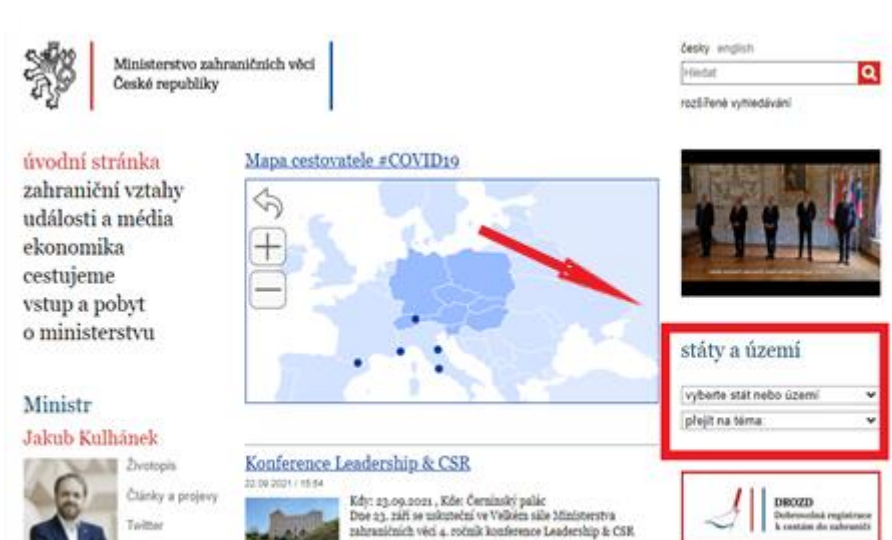 Ministerstvo zahraničních věcí
České republiky
česky english
Hledat
rozšířené vyhledávání
úvodní stránka
zahraniční vztahy
události a média
ekonomika
cestujeme
vstup a pobyt
o ministerstvu
Ministr
Jakub Kulhánek
Životopis
Články a projevy
Twitter
Mapa cestovatele #COVID19
Konference Leadership & CSR
22.09.2021 / 15:54
Kdy: 23.09.2021 , Kde: Černínský palác
Dne 23. září se uskuteční ve Velkém sále Ministerstva
zahraničních věcí 4. ročník konference Leadership & CSR
státy a území
vyberte stát nebo území
přejít na téma:
DROZD
Dobrovolná registrace
k cestám do zahraničí